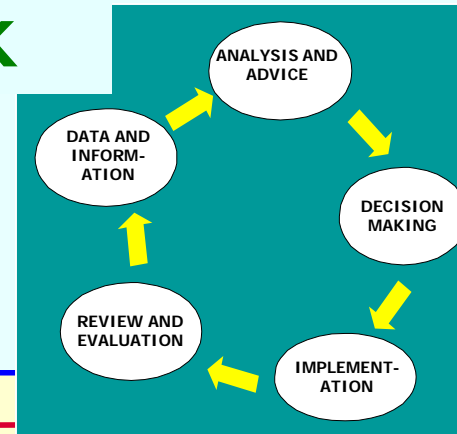 K
ANALYSIS AND
ADVICE
DATA AND
INFORM-
ATION
DECISION
MAKING
REVIEW AND
EVALUATION
IMPLEMENT-
ATION